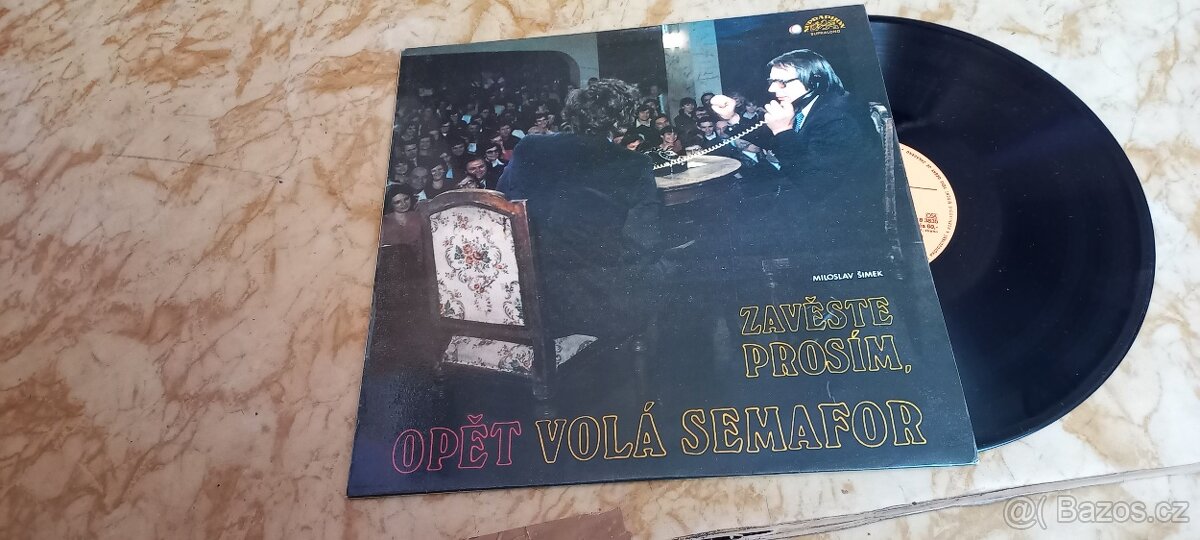 SUPRAPHON
MILOSLAV ŠIMEK
ZAVĚSTE
PROSÍM,
OPĚT VOLÁ SEMAFOR
@( Bazos.cz